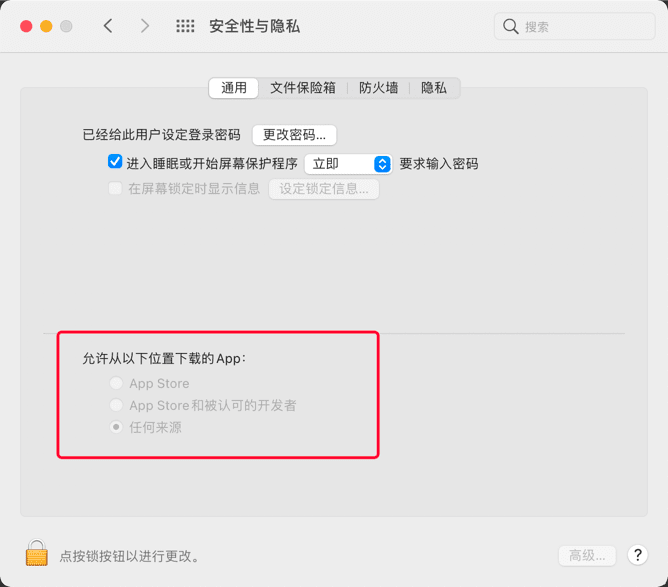 安全性与隐私
搜索
通用 文件保险箱 防火墙 隐私
已经给此用户设定登录密码 更改密码...
进入睡眠或开始屏幕保护程序 立即 要求输入密码
在屏幕锁定时显示信息 设定锁定信息...
允许从以下位置下载的App：
App Store
App Store和被认可的开发者
任何来源
点按锁按钮以进行更改。
高级... ?